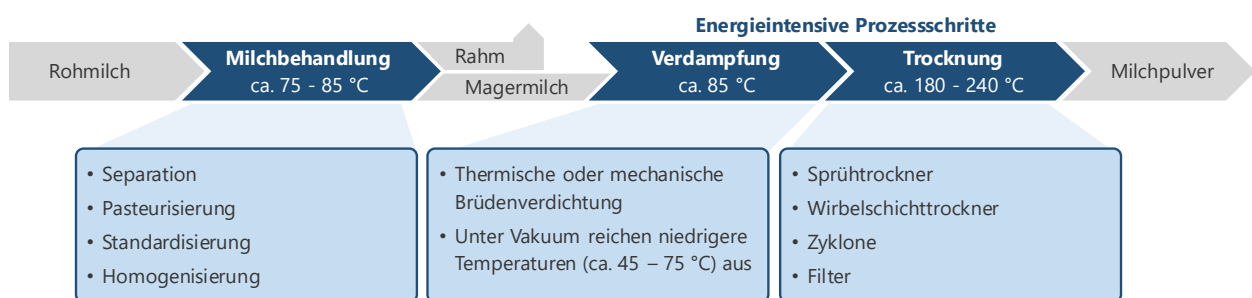 Energieintensive Prozessschritte
Rohmilch
Milchbehandlung
ca. 75 - 85 °C
Rahm
Magermilch
Verdampfung
ca. 85 °C
Trocknung
ca. 180 - 240 °C
Milchpulver
• Separation
• Pasteurisierung
• Standardisierung
• Homogenisierung
• Thermische oder mechanische
Brüdenverdichtung
• Unter Vakuum reichen niedrigere
Temperaturen (ca. 45 – 75 °C) aus
• Sprühtrockner
• Wirbelschichttrockner
• Zyklone
• Filter